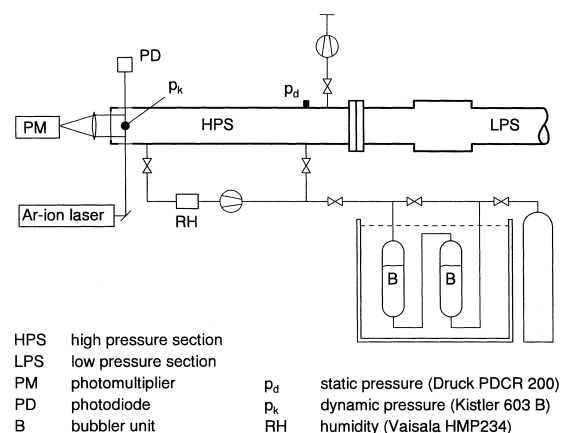 PD
pk
pd
PM
HPS
LPS
Ar-ion laser
RH
B
B
HPS high pressure section
LPS low pressure section
PM photomultiplier
PD photodiode
B bubbler unit
pd static pressure (Druck PDCR 200)
pk dynamic pressure (Kistler 603 B)
RH humidity (Vaisala HMP234)